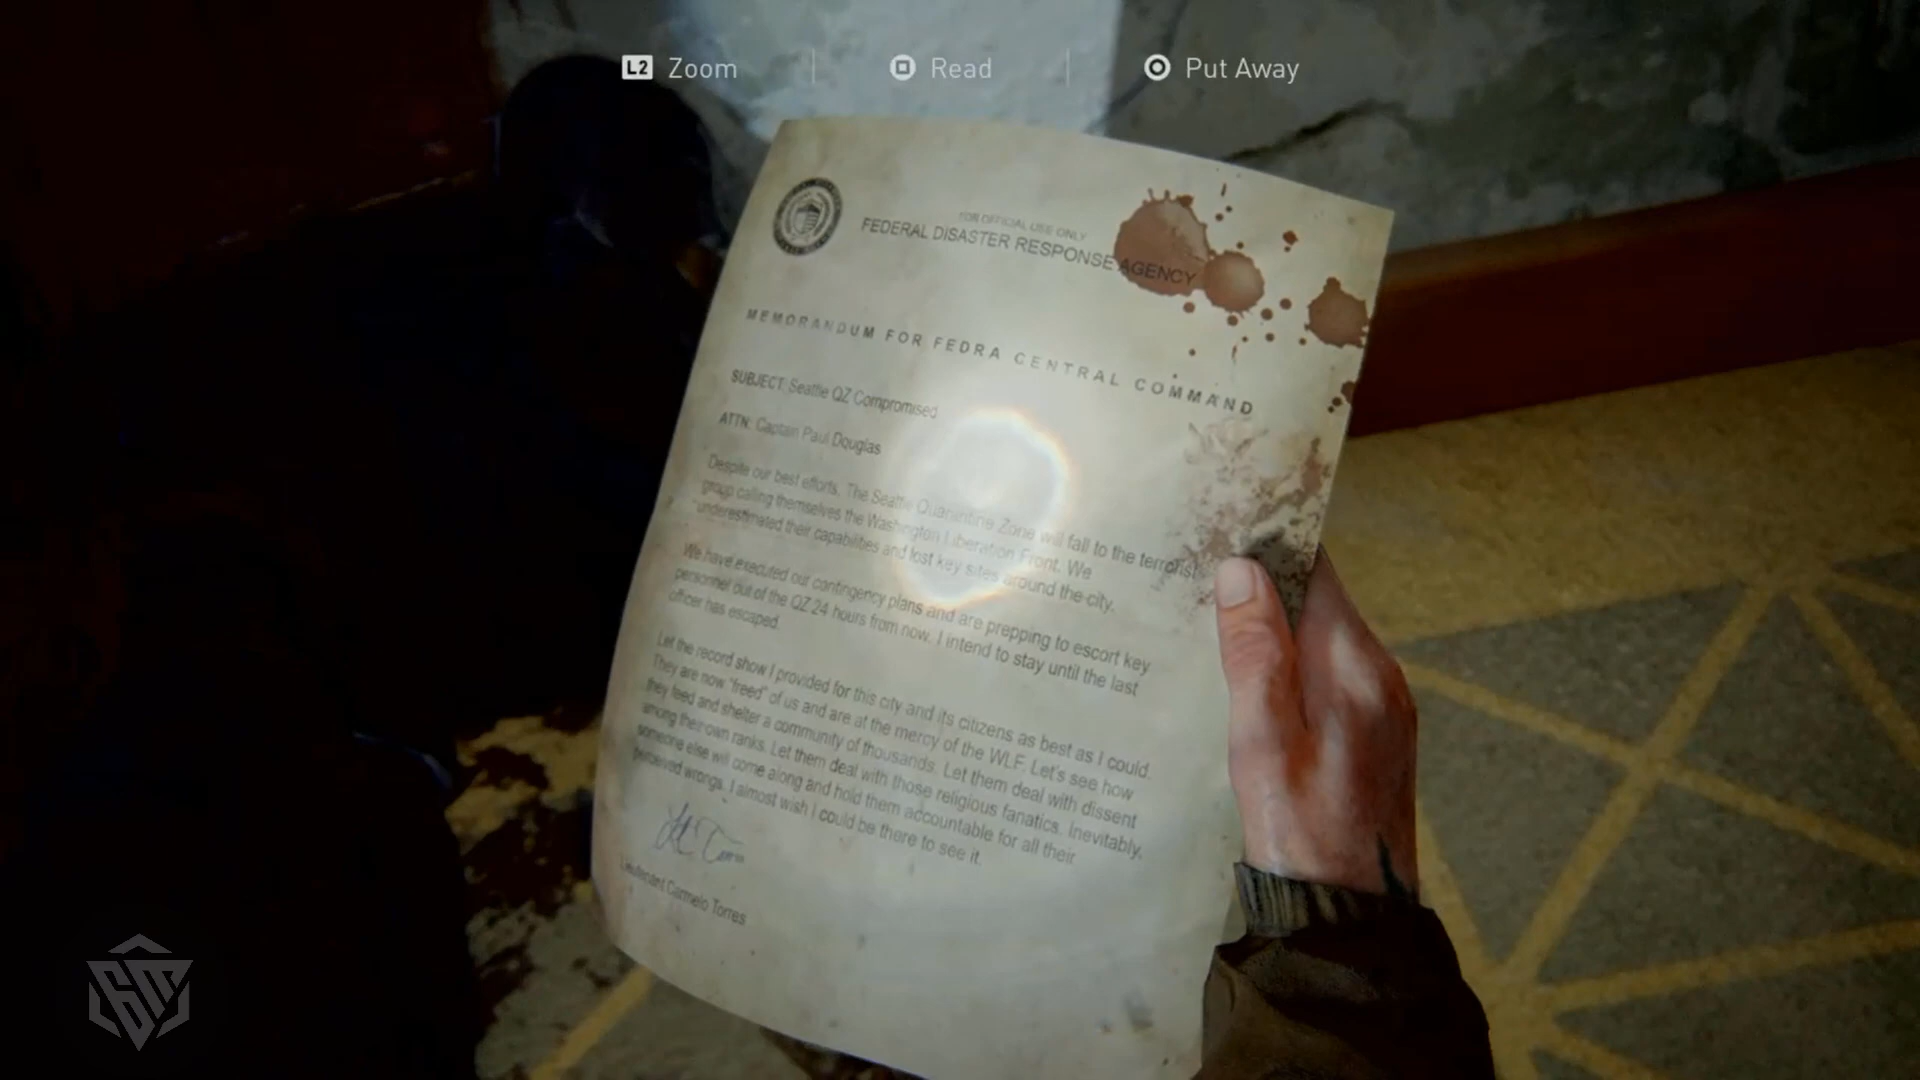 L2 Zoom | Read | Put Away
FOR OFFICIAL USE ONLY
FEDERAL DISASTER RESPONSE AGENCY
MEMORANDUM FOR FEDRA CENTRAL COMMAND
SUBJECT: Seattle QZ Compromised
ATTN: Captain Paul Douglas
Despite our best efforts, The Seattle Quarantine Zone will fall to the terrorist
group calling themselves the Washington Liberation Front. We
underestimated their capabilities and lost key sites around the city.
We have executed our contingency plans and are prepping to escort key
personnel out of the QZ 24 hours from now. I intend to stay until the last
officer has escaped.
Let the record show I provided for this city and its citizens as best as I could.
They are now "freed" of us and are at the mercy of the WLF. Let's see how
they feed and shelter a community of thousands. Let them deal with dissent
among their own ranks. Let them deal with those religious fanatics. Inevitably,
someone else will come along and hold them accountable for all their
perceived wrongs. I almost wish I could be there to see it.
Lieutenant Carmelo Torres